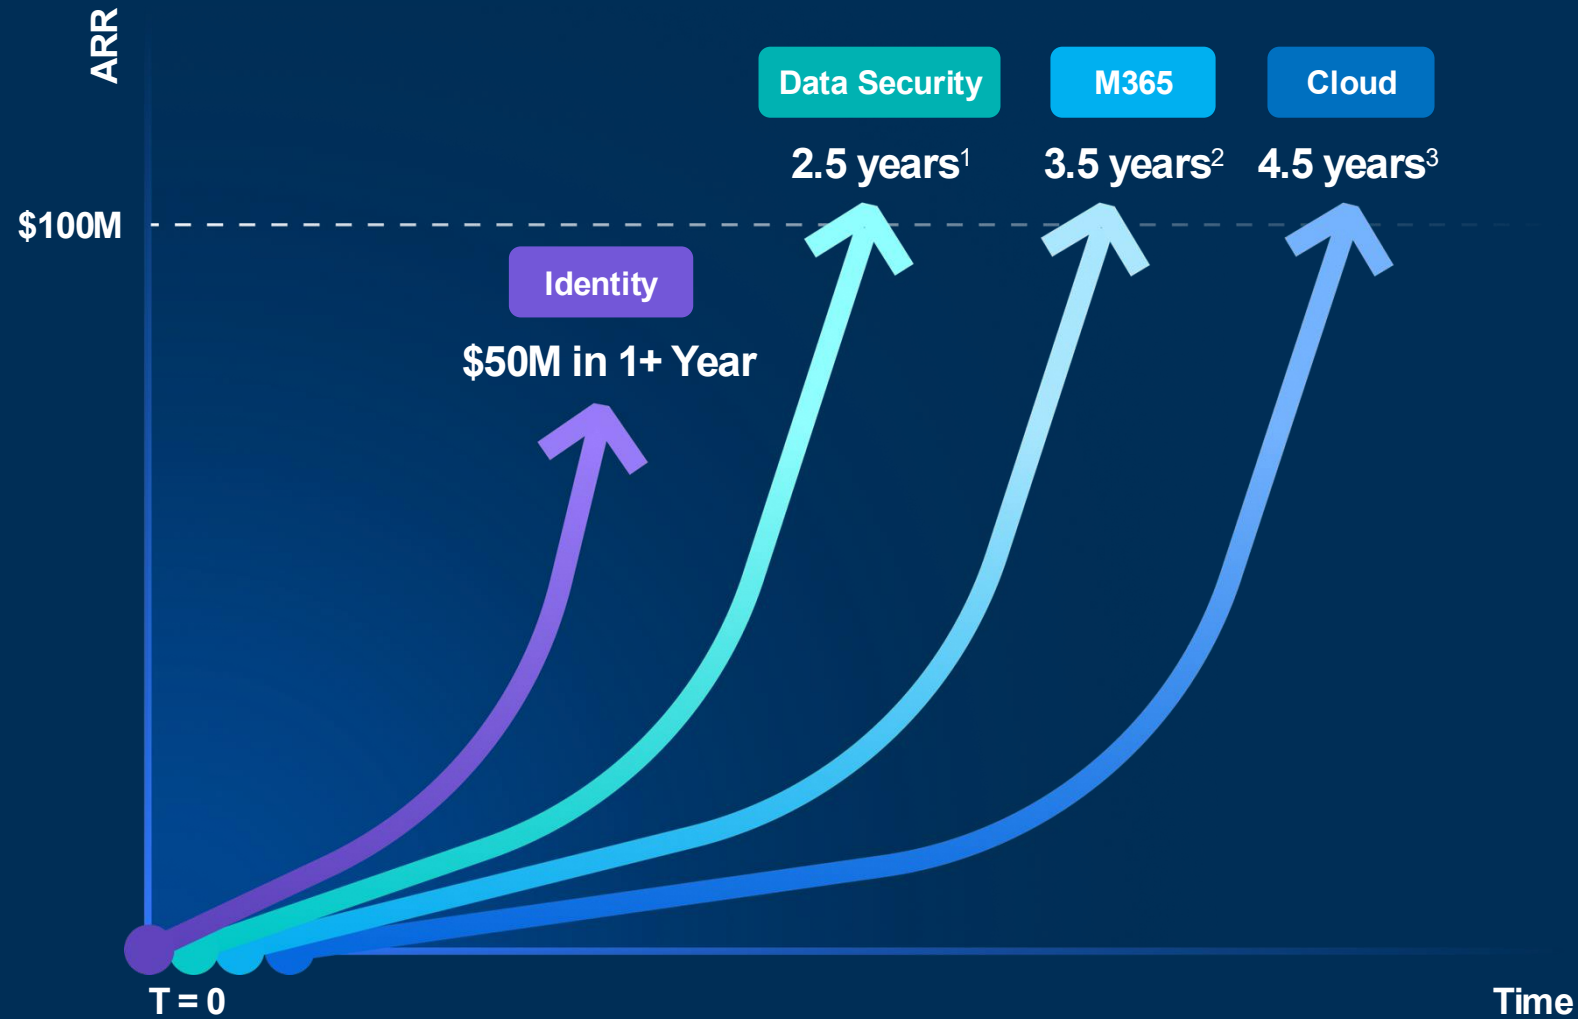 ARR
Data Security
M365
Cloud
2.5 years1
3.5 years2
4.5 years3
$100M
Identity
$50M in 1+ Year
T = 0
Time